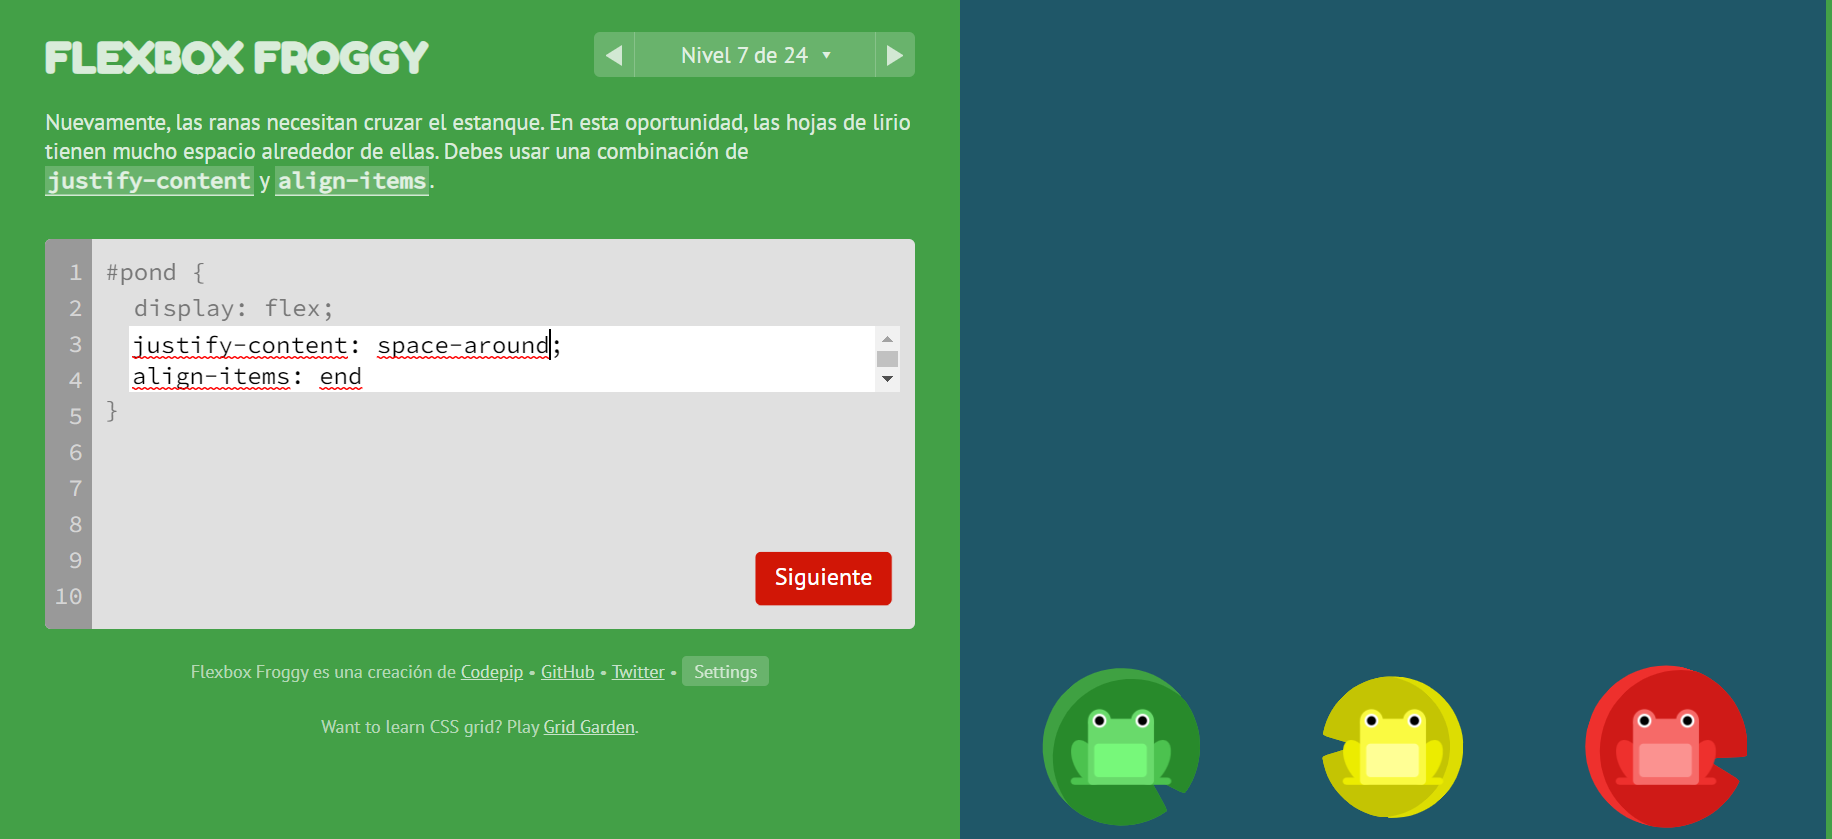 FLEXBOX FROGGY
Nivel 7 de 24
Nuevamente, las ranas necesitan cruzar el estanque. En esta oportunidad, las hojas de lirio
tienen mucho espacio alrededor de ellas. Debes usar una combinación de
justify-content y align-items.
1 #pond {
2 display: flex;
3 justify-content: space-around;
4 align-items: end
5 }
6
7
8
9
10
Siguiente
Flexbox Froggy es una creación de Codepip • GitHub • Twitter • Settings
Want to learn CSS grid? Play Grid Garden.